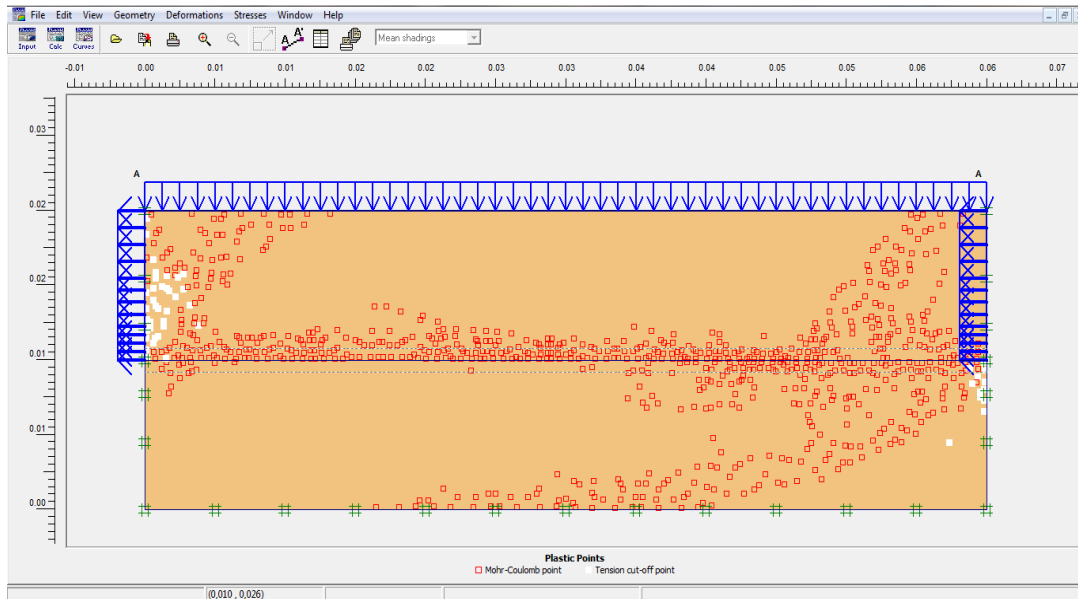 File Edit View Geometry Deformations Stresses Window Help
Input Calc Curves A A' Mean shadings
-0.01 0.00 0.01 0.01 0.02 0.02 0.03 0.03 0.04 0.04 0.05 0.05 0.06 0.06 0.07
0.03
A A
0.02
0.02
0.01
0.01
0.00
Plastic Points
Mohr-Coulomb point Tension cut-off point
(0,010 , 0,026)